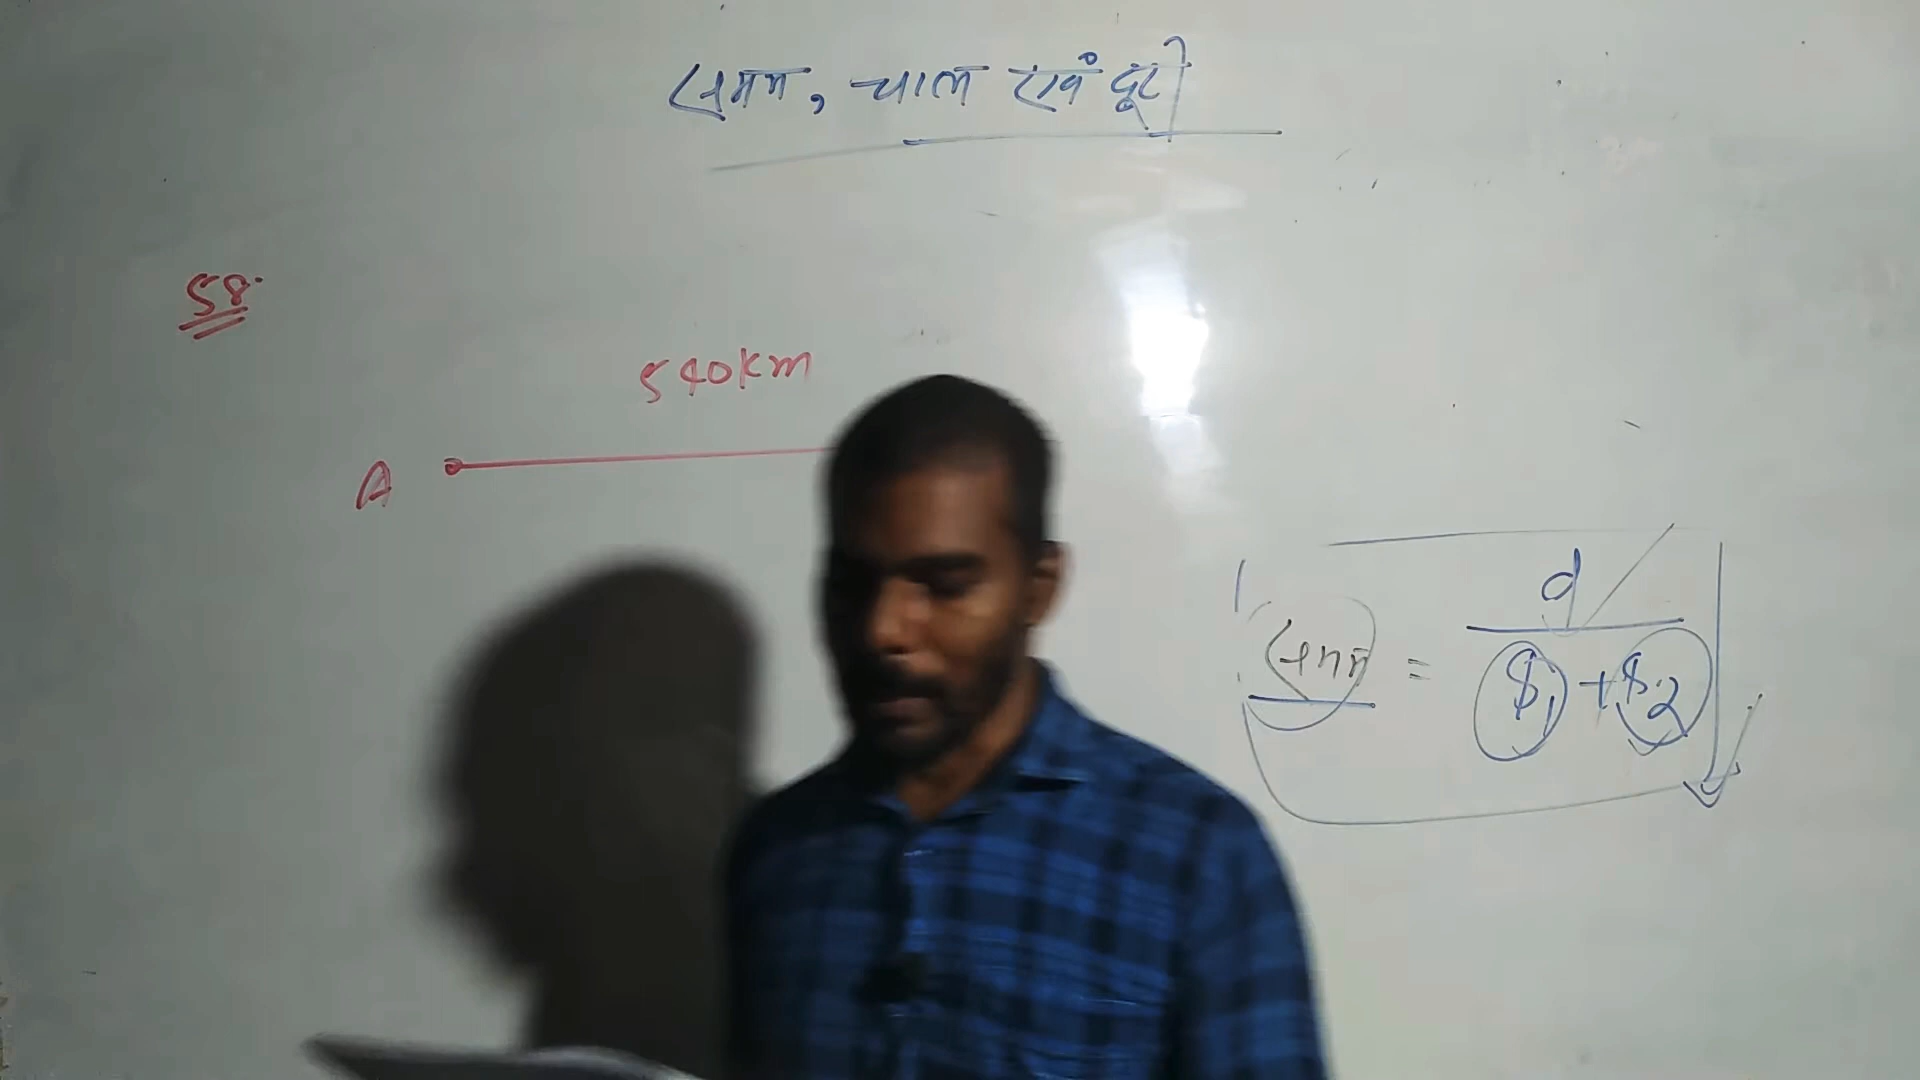 समय, चाल एवं दूरी
58.
540km
A
समय = d / S1 + S2